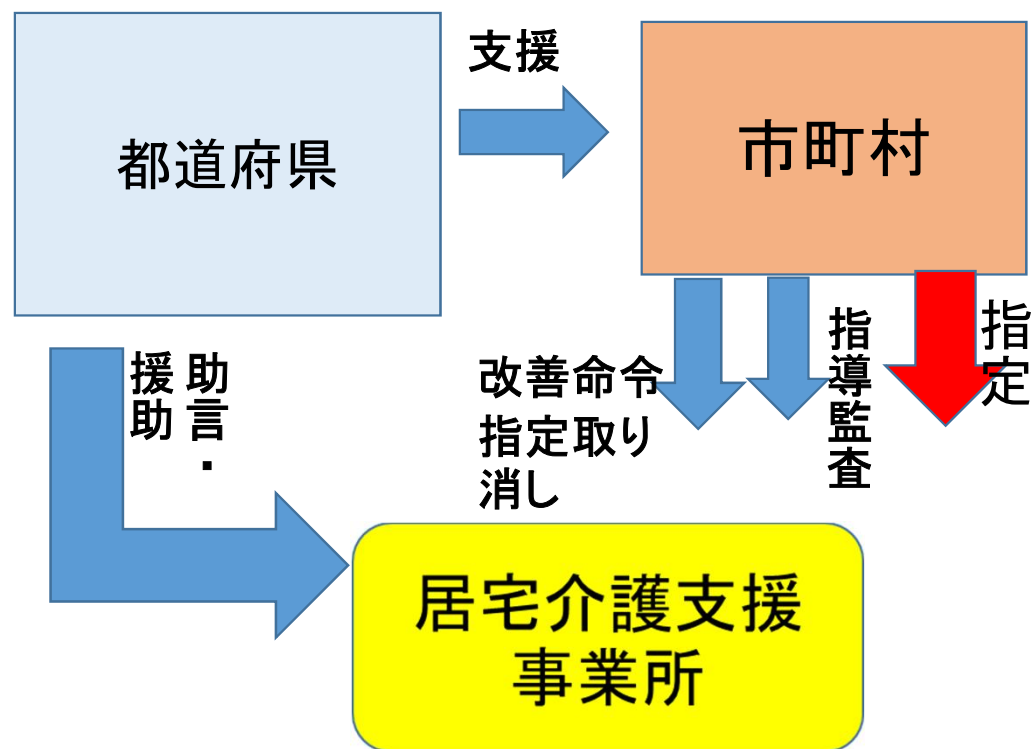 都道府県
支援
市町村
助言・
援助
改善命令
指定取り
消し
指導監査
指定
居宅介護支援
事業所